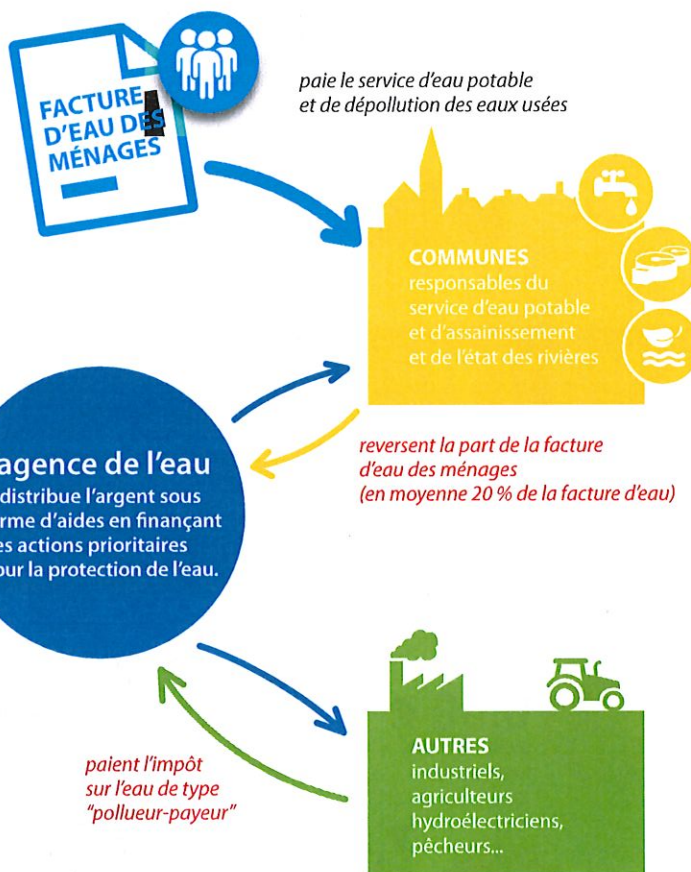 FACTURE
D'EAU DES
MÉNAGES
paie le service d'eau potable
et de dépollution des eaux usées
COMMUNES
responsables du
service d'eau potable
et d'assainissement
et de l'état des rivières
agence de l'eau
distribue l'argent sous
rme d'aides en finançant
es actions prioritaires
our la protection de l'eau.
reversent la part de la facture
d'eau des ménages
(en moyenne 20 % de la facture d'eau)
paient l'impôt
sur l'eau de type
"pollueur-payeur"
AUTRES
industriels,
agriculteurs
hydroélectriciens,
pêcheurs...